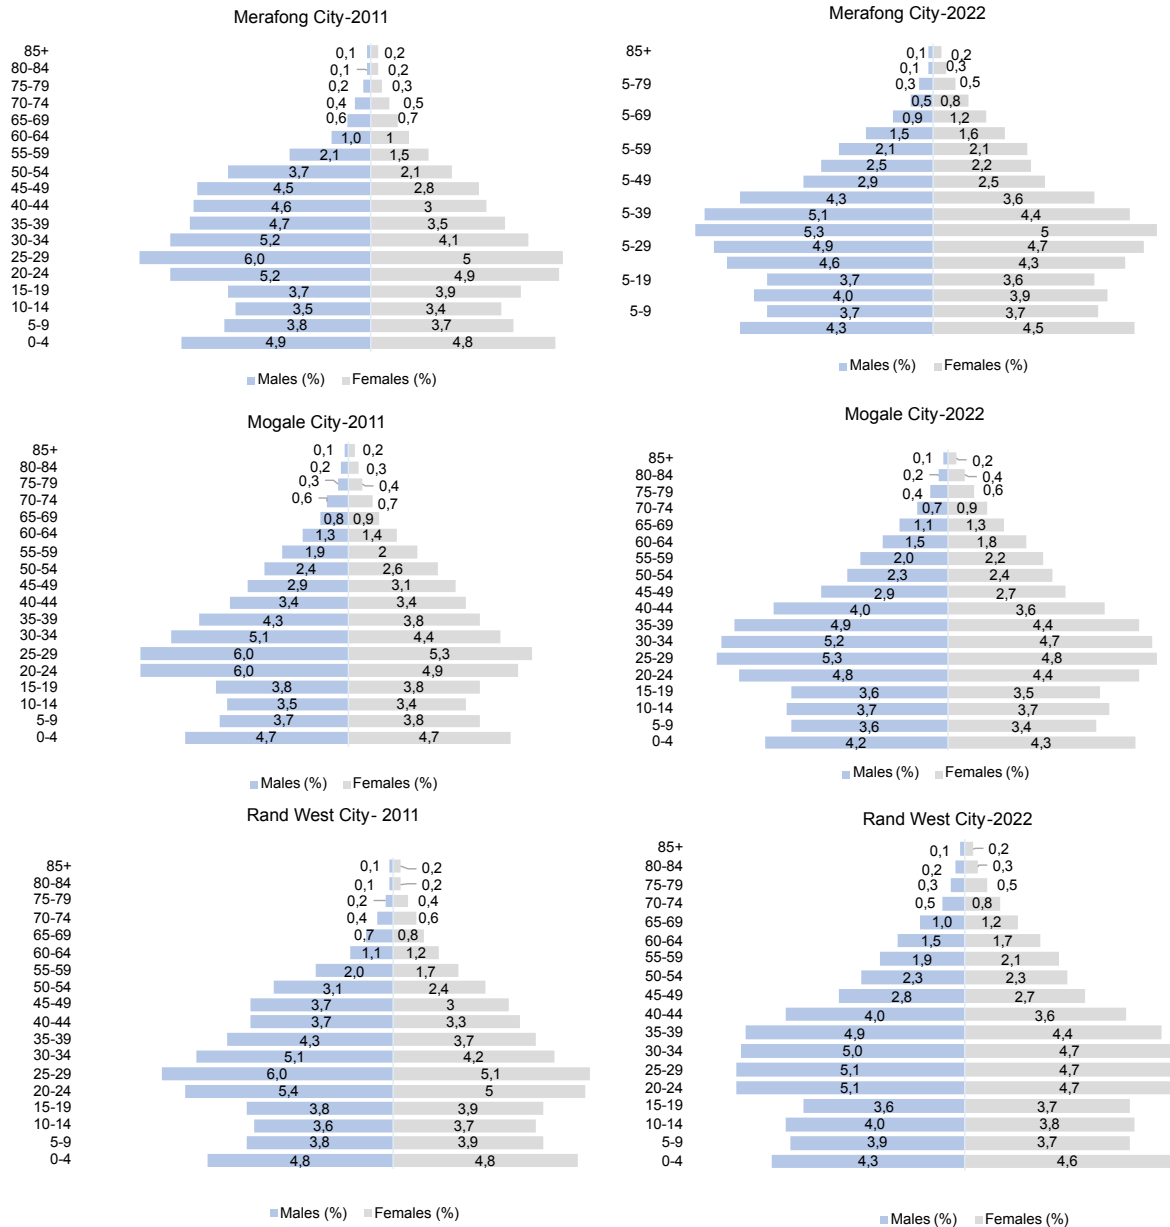 Merafong City-2011
85+ 0,1 0,2
80-84 0,1 0,2
75-79 0,2 0,3
70-74 0,4 0,5
65-69 0,6 0,7
60-64 1,0 1
55-59 2,1 1,5
50-54 3,7 2,1
45-49 4,5 2,8
40-44 4,6 3
35-39 4,7 3,5
30-34 5,2 4,1
25-29 6,0 5
20-24 5,2 4,9
15-19 3,7 3,9
10-14 3,5 3,4
5-9 3,8 3,7
0-4 4,9 4,8
Males (%) Females (%)
Merafong City-2022
85+ 0,1 0,2
0,1 0,3
5-79 0,3 0,5
0,5 0,8
5-69 0,9 1,2
1,5 1,6
5-59 2,1 2,1
2,5 2,2
5-49 2,9 2,5
4,3 3,6
5-39 5,1 4,4
5,3 5
5-29 4,9 4,7
4,6 4,3
5-19 3,7 3,6
4,0 3,9
5-9 3,7 3,7
4,3 4,5
Males (%) Females (%)
Mogale City-2011
85+ 0,1 0,2
80-84 0,2 0,3
75-79 0,3 0,4
70-74 0,6 0,7
65-69 0,8 0,9
60-64 1,3 1,4
55-59 1,9 2
50-54 2,4 2,6
45-49 2,9 3,1
40-44 3,4 3,4
35-39 4,3 3,8
30-34 5,1 4,4
25-29 6,0 5,3
20-24 6,0 4,9
15-19 3,8 3,8
10-14 3,5 3,4
5-9 3,7 3,8
0-4 4,7 4,7
Males (%) Females (%)
Mogale City-2022
85+ 0,1 0,2
80-84 0,2 0,4
75-79 0,4 0,6
70-74 0,7 0,9
65-69 1,1 1,3
60-64 1,5 1,8
55-59 2,0 2,2
50-54 2,3 2,4
45-49 2,9 2,7
40-44 4,0 3,6
35-39 4,9 4,4
30-34 5,2 4,7
25-29 5,3 4,8
20-24 4,8 4,4
15-19 3,6 3,5
10-14 3,7 3,7
5-9 3,6 3,4
0-4 4,2 4,3
Males (%) Females (%)
Rand West City- 2011
85+ 0,1 0,2
80-84 0,1 0,2
75-79 0,2 0,4
70-74 0,4 0,6
65-69 0,7 0,8
60-64 1,1 1,2
55-59 2,0 1,7
50-54 3,1 2,4
45-49 3,7 3
40-44 3,7 3,3
35-39 4,3 3,7
30-34 5,1 4,2
25-29 6,0 5,1
20-24 5,4 5
15-19 3,8 3,9
10-14 3,6 3,7
5-9 3,8 3,9
0-4 4,8 4,8
Males (%) Females (%)
Rand West City-2022
85+ 0,1 0,2
80-84 0,2 0,3
75-79 0,3 0,5
70-74 0,5 0,8
65-69 1,0 1,2
60-64 1,5 1,7
55-59 1,9 2,1
50-54 2,3 2,3
45-49 2,8 2,7
40-44 4,0 3,6
35-39 4,9 4,4
30-34 5,0 4,7
25-29 5,1 4,7
20-24 5,1 4,7
15-19 3,6 3,7
10-14 4,0 3,8
5-9 3,9 3,7
0-4 4,3 4,6
Males (%) Females (%)